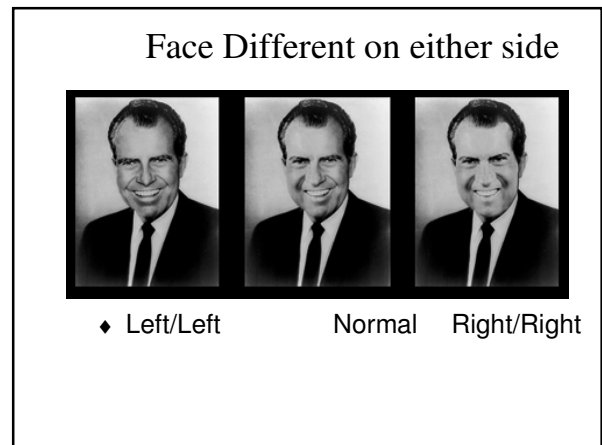 Face Different on either side
♦ Left/Left Normal Right/Right